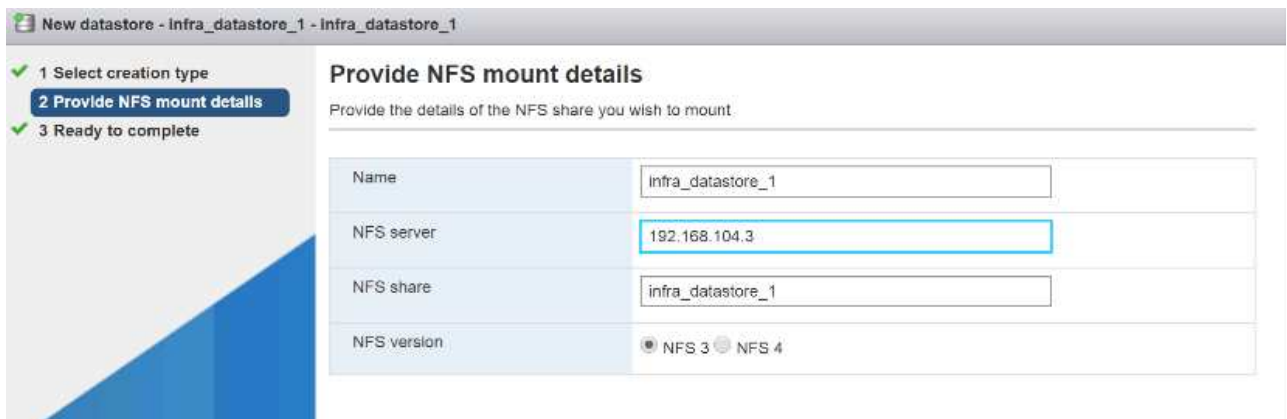 New datastore - infra_datastore_1 - infra_datastore_1
1 Select creation type
2 Provide NFS mount details
3 Ready to complete
Provide NFS mount details
Provide the details of the NFS share you wish to mount
Name infra_datastore_1
NFS server 192.168.104.3
NFS share infra_datastore_1
NFS version NFS 3 NFS 4